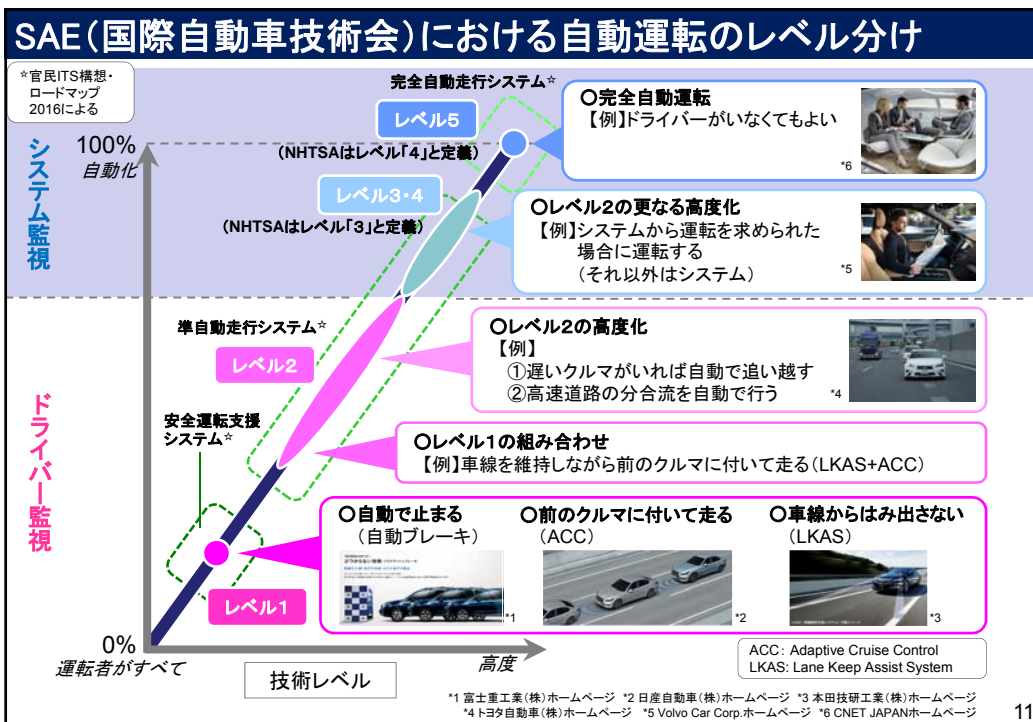 SAE(国際自動車技術会)における自動運転のレベル分け
☆官民ITS構想・
ロードマップ
2016による
完全自動走行システム☆
レベル5
(NHTSAはレベル「4」と定義)
○完全自動運転
【例】ドライバーがいなくてもよい
*6
システム監視
100%
自動化
レベル3・4
(NHTSAはレベル「3」と定義)
○レベル2の更なる高度化
【例】システムから運転を求められた
場合に運転する
(それ以外はシステム)
*5
準自動走行システム☆
レベル2
○レベル2の高度化
【例】
①遅いクルマがいれば自動で追い越す
②高速道路の分合流を自動で行う
*4
ドライバー監視
安全運転支援
システム☆
○レベル1の組み合わせ
【例】車線を維持しながら前のクルマに付いて走る(LKAS+ACC)
○自動で止まる
(自動ブレーキ)
*1
○前のクルマに付いて走る
(ACC)
*2
○車線からはみ出さない
(LKAS)
*3
レベル1
0%
運転者がすべて
技術レベル
高度
ACC: Adaptive Cruise Control
LKAS: Lane Keep Assist System
*1 富士重工業(株)ホームページ *2 日産自動車(株)ホームページ *3 本田技研工業(株)ホームページ
*4 トヨタ自動車(株)ホームページ *5 Volvo Car Corp.ホームページ *6 CNET JAPANホームページ
11